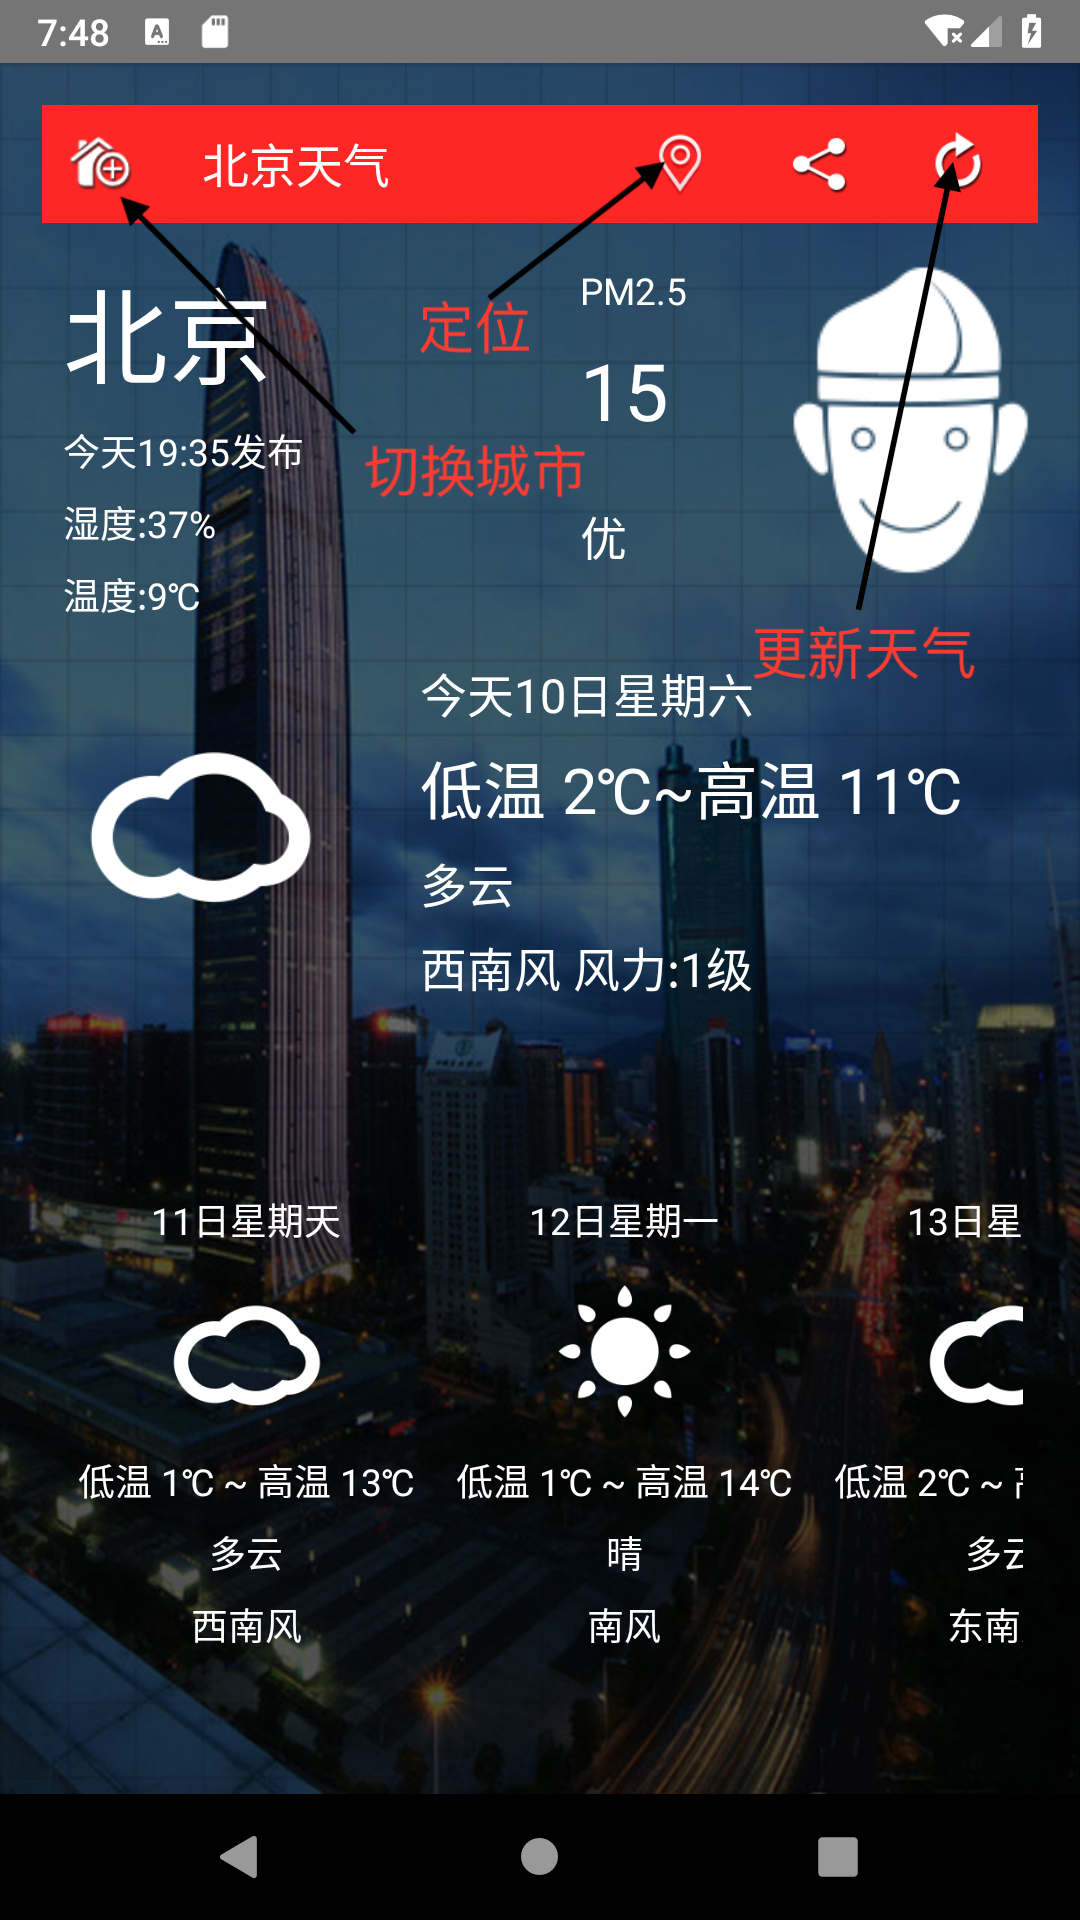 7:48
北京天气
PM2.5
北京
定位
15
今天19:35发布
切换城市
湿度:37%
优
温度:9℃
更新天气
今天10日星期六
低温 2℃~高温 11℃
多云
西南风 风力:1级
11日星期天 12日星期一 13日星
低温 1℃ ~ 高温 13℃ 低温 1℃ ~ 高温 14℃ 低温 2℃ ~
多云 晴 多云
西南风 南风 东南